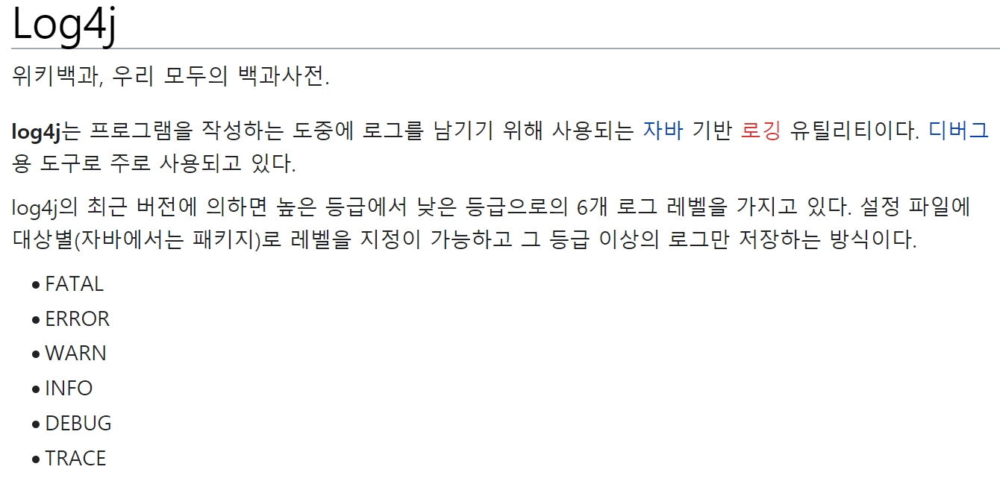 Log4j
위키백과, 우리 모두의 백과사전.
log4j는 프로그램을 작성하는 도중에 로그를 남기기 위해 사용되는 자바 기반 로깅 유틸리티이다. 디버그
용 도구로 주로 사용되고 있다.
log4j의 최근 버전에 의하면 높은 등급에서 낮은 등급으로의 6개 로그 레벨을 가지고 있다. 설정 파일에
대상별(자바에서는 패키지)로 레벨을 지정이 가능하고 그 등급 이상의 로그만 저장하는 방식이다.
• FATAL
• ERROR
• WARN
• INFO
• DEBUG
• TRACE